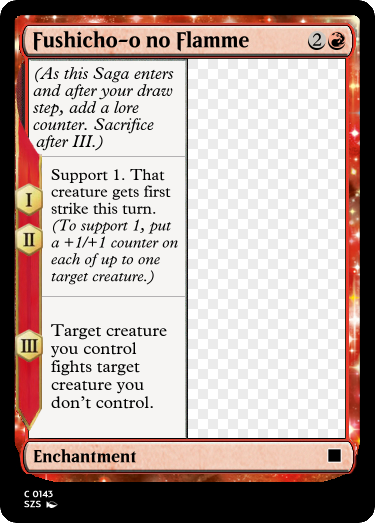 Fushicho-o no Flamme 2
(As this Saga enters
and after your draw
step, add a lore
counter. Sacrifice
after III.)
I
II
Support 1. That
creature gets first
strike this turn.
(To support 1, put
a +1/+1 counter on
each of up to one
target creature.)
III
Target creature
you control
fights target
creature you
don't control.
Enchantment
C 0143
SZS